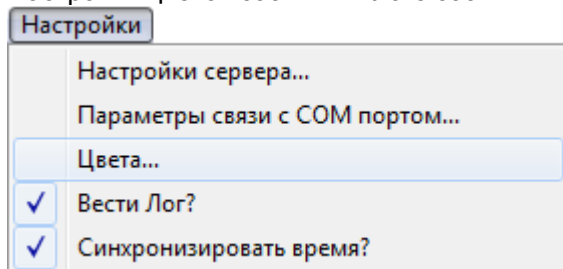 Настройки
Настройки сервера...
Параметры связи с COM портом...
Цвета...
Вести Лог?
Синхронизировать время?